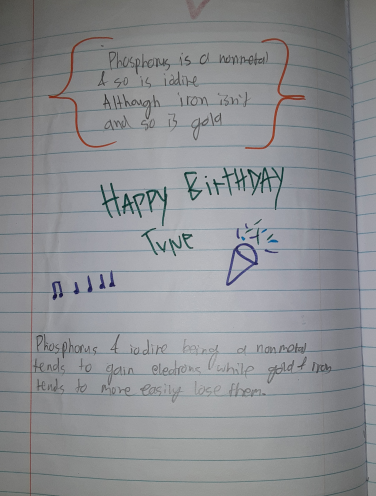 Phosphorus is a nonmetal
& so is iodine
Although iron isn't
and so is gold
HAPPY BIRTHDAY
TUNE
Phosphorus & iodine being a nonmetal
tends to gain electrons while gold & iron
tends to more easily lose them.